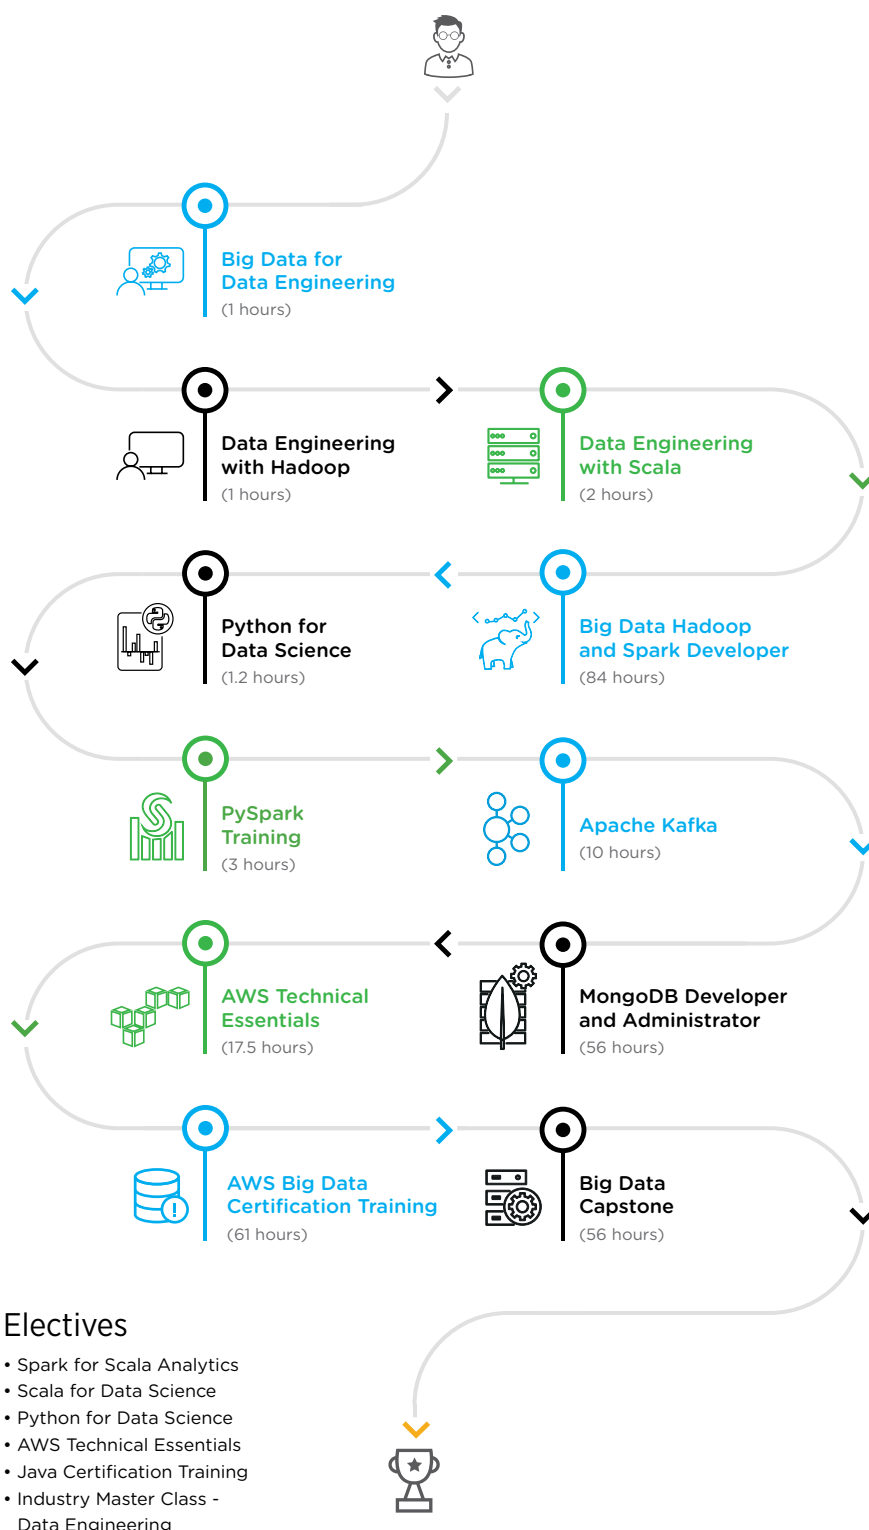 Big Data for
Data Engineering
(1 hours)
Data Engineering
with Hadoop
(1 hours)
Data Engineering
with Scala
(2 hours)
Big Data Hadoop
and Spark Developer
(84 hours)
Python for
Data Science
(1.2 hours)
PySpark
Training
(3 hours)
Apache Kafka
(10 hours)
MongoDB Developer
and Administrator
(56 hours)
AWS Technical
Essentials
(17.5 hours)
AWS Big Data
Certification Training
(61 hours)
Big Data
Capstone
(56 hours)
Electives
• Spark for Scala Analytics
• Scala for Data Science
• Python for Data Science
• AWS Technical Essentials
• Java Certification Training
• Industry Master Class -
Data Engineering